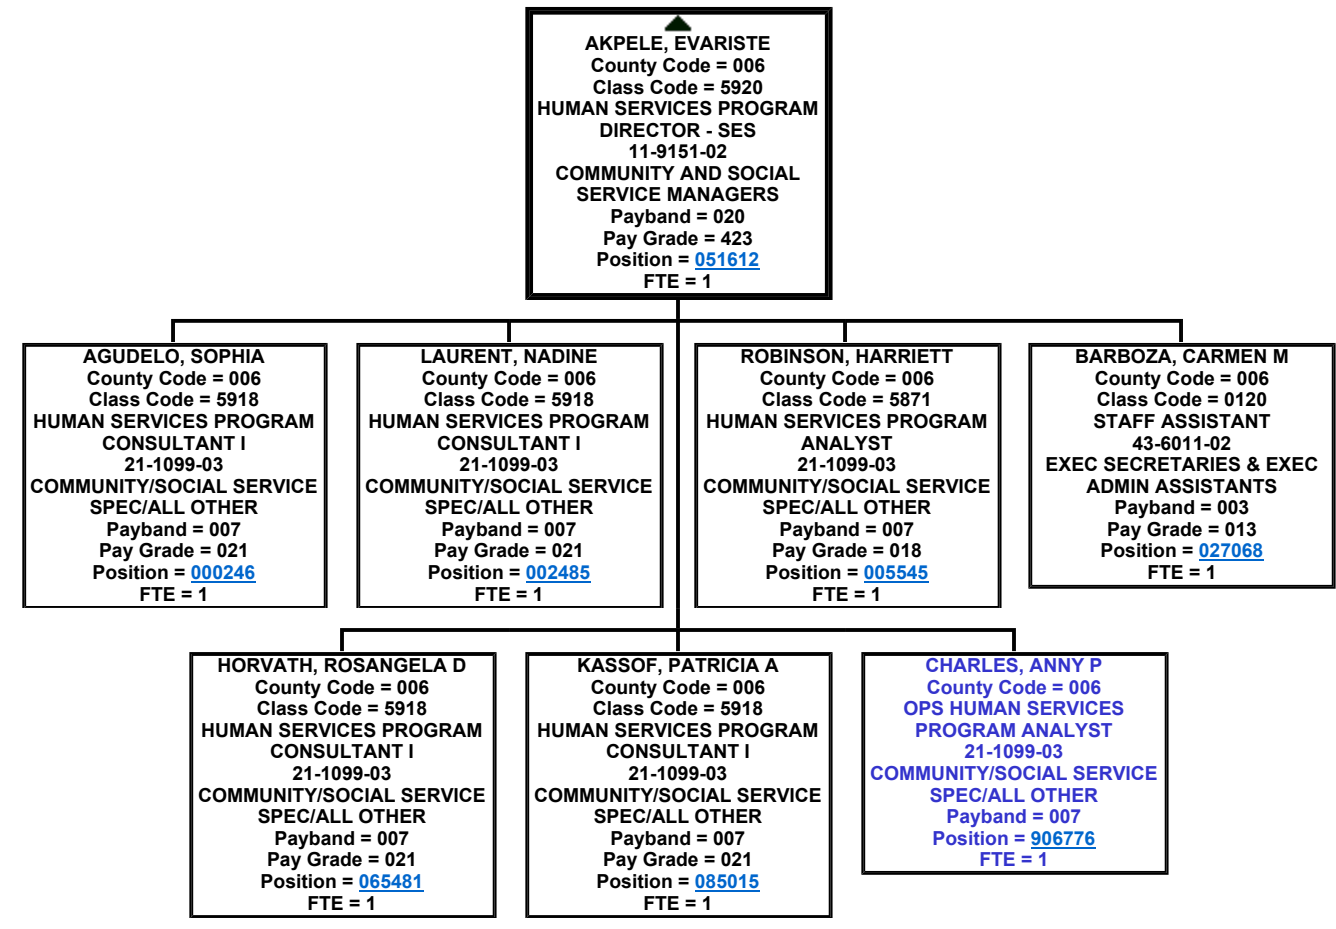 AKPELE, EVARISTE
County Code = 006
Class Code = 5920
HUMAN SERVICES PROGRAM
DIRECTOR - SES
11-9151-02
COMMUNITY AND SOCIAL
SERVICE MANAGERS
Payband = 020
Pay Grade = 423
Position = 051612
FTE = 1
AGUDELO, SOPHIA
County Code = 006
Class Code = 5918
HUMAN SERVICES PROGRAM
CONSULTANT I
21-1099-03
COMMUNITY/SOCIAL SERVICE
SPEC/ALL OTHER
Payband = 007
Pay Grade = 021
Position = 000246
FTE = 1
LAURENT, NADINE
County Code = 006
Class Code = 5918
HUMAN SERVICES PROGRAM
CONSULTANT I
21-1099-03
COMMUNITY/SOCIAL SERVICE
SPEC/ALL OTHER
Payband = 007
Pay Grade = 021
Position = 002485
FTE = 1
ROBINSON, HARRIETT
County Code = 006
Class Code = 5871
HUMAN SERVICES PROGRAM
ANALYST
21-1099-03
COMMUNITY/SOCIAL SERVICE
SPEC/ALL OTHER
Payband = 007
Pay Grade = 018
Position = 005545
FTE = 1
BARBOZA, CARMEN M
County Code = 006
Class Code = 0120
STAFF ASSISTANT
43-6011-02
EXEC SECRETARIES & EXEC
ADMIN ASSISTANTS
Payband = 003
Pay Grade = 013
Position = 027068
FTE = 1
HORVATH, ROSANGELA D
County Code = 006
Class Code = 5918
HUMAN SERVICES PROGRAM
CONSULTANT I
21-1099-03
COMMUNITY/SOCIAL SERVICE
SPEC/ALL OTHER
Payband = 007
Pay Grade = 021
Position = 065481
FTE = 1
KASSOF, PATRICIA A
County Code = 006
Class Code = 5918
HUMAN SERVICES PROGRAM
CONSULTANT I
21-1099-03
COMMUNITY/SOCIAL SERVICE
SPEC/ALL OTHER
Payband = 007
Pay Grade = 021
Position = 085015
FTE = 1
CHARLES, ANNY P
County Code = 006
OPS HUMAN SERVICES
PROGRAM ANALYST
21-1099-03
COMMUNITY/SOCIAL SERVICE
SPEC/ALL OTHER
Payband = 007
Position = 906776
FTE = 1